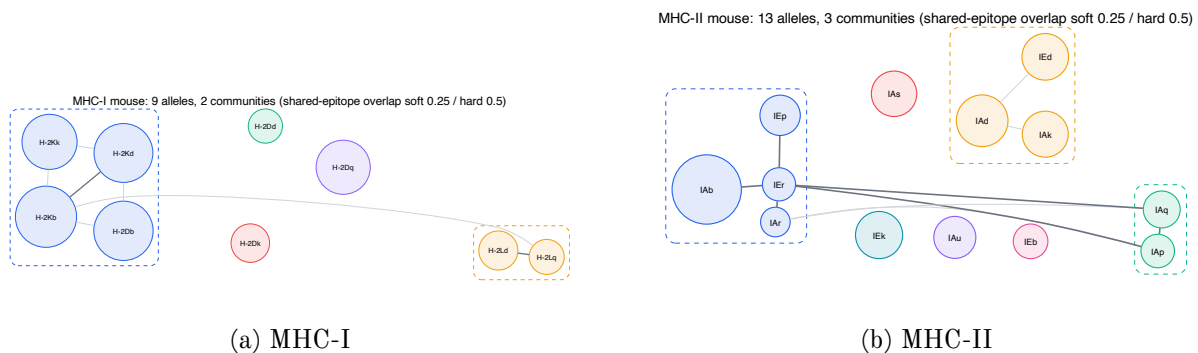 MHC-I mouse: 9 alleles, 2 communities (shared-epitope overlap soft 0.25 / hard 0.5)
H-2Kk
H-2Kd
H-2Kb
H-2Db
H-2Dd
H-2Dq
H-2Dk
H-2Ld
H-2Lq
(a) MHC-I
MHC-II mouse: 13 alleles, 3 communities (shared-epitope overlap soft 0.25 / hard 0.5)
IEd
IAs
IAd
IAk
IEp
IAb
IEr
IAr
IAq
IEk
IAu
IEb
IAp
(b) MHC-II